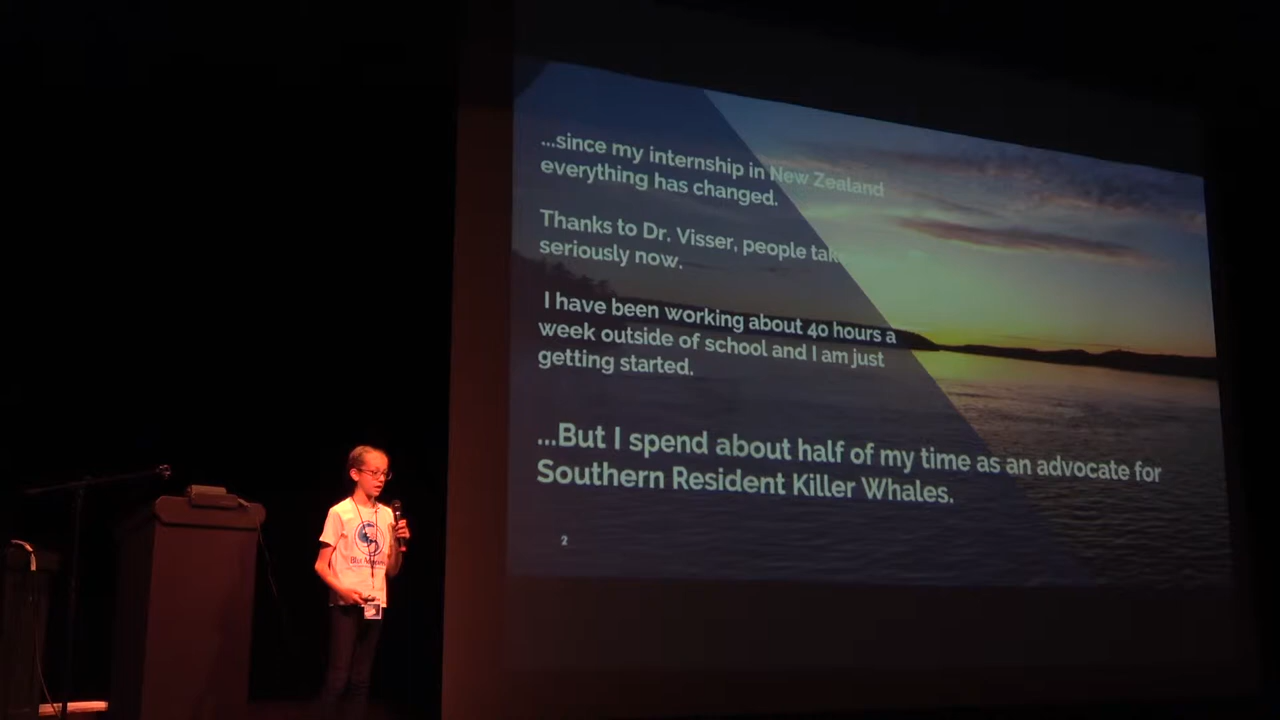 ...since my internship in New Zealand
everything has changed.
Thanks to Dr. Visser, people tak
seriously now.
I have been working about 40 hours a
week outside of school and I am just
getting started.
...But I spend about half of my time as an advocate for
Southern Resident Killer Whales.
2